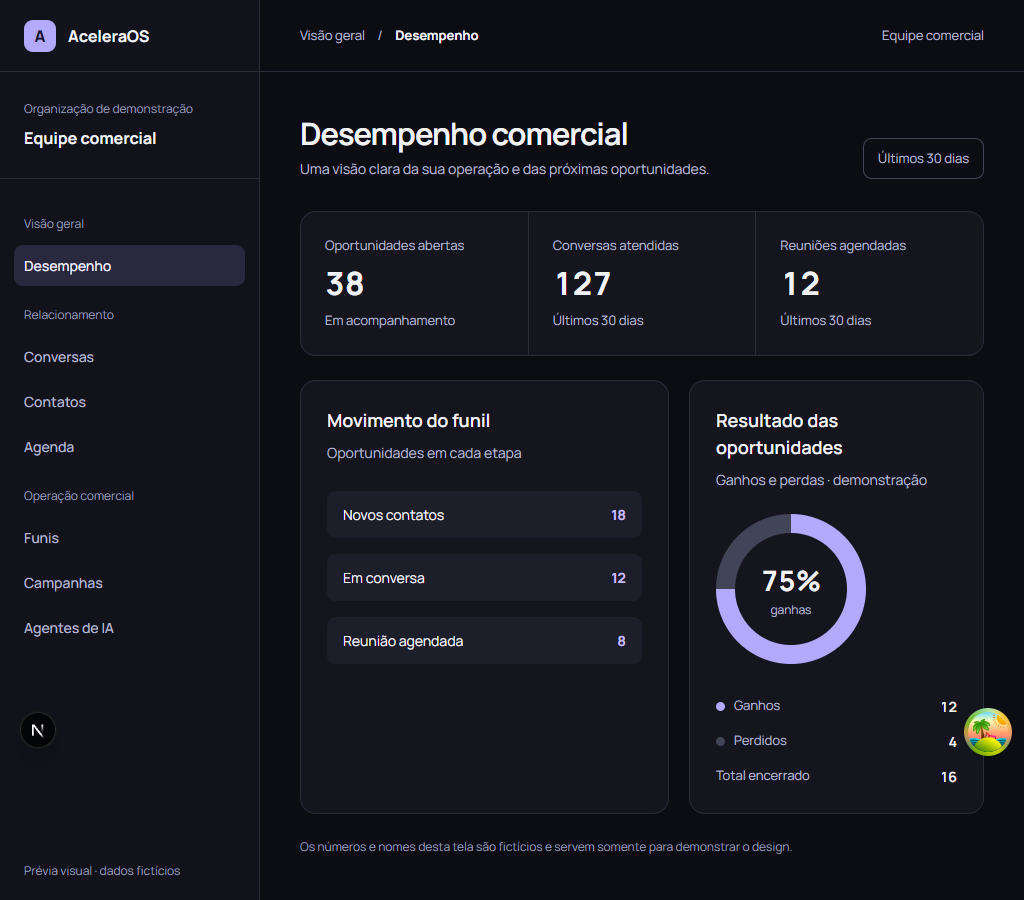 A AceleraOS
Organização de demonstração
Equipe comercial
Visão geral
Desempenho
Relacionamento
Conversas
Contatos
Agenda
Operação comercial
Funis
Campanhas
Agentes de IA
N
Prévia visual · dados fictícios
Visão geral / Desempenho
Equipe comercial
Desempenho comercial
Uma visão clara da sua operação e das próximas oportunidades.
Últimos 30 dias
Oportunidades abertas
38
Em acompanhamento
Conversas atendidas
127
Últimos 30 dias
Reuniões agendadas
12
Últimos 30 dias
Movimento do funil
Oportunidades em cada etapa
Novos contatos 18
Em conversa 12
Reunião agendada 8
Resultado das
oportunidades
Ganhos e perdas · demonstração
75%
ganhas
Ganhos 12
Perdidos 4
Total encerrado 16
Os números e nomes desta tela são fictícios e servem somente para demonstrar o design.